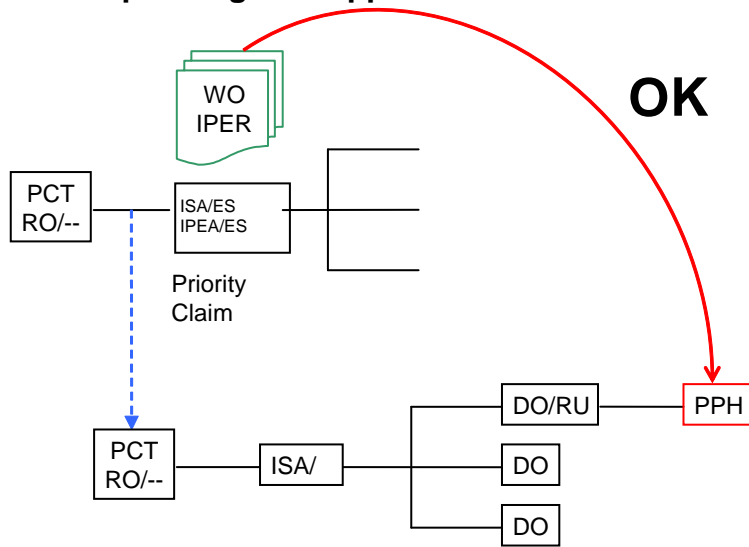 WO
IPER
OK
PCT
RO/--
ISA/ES
IPEA/ES
Priority
Claim
DO/RU
PPH
PCT
RO/--
ISA/
DO
DO